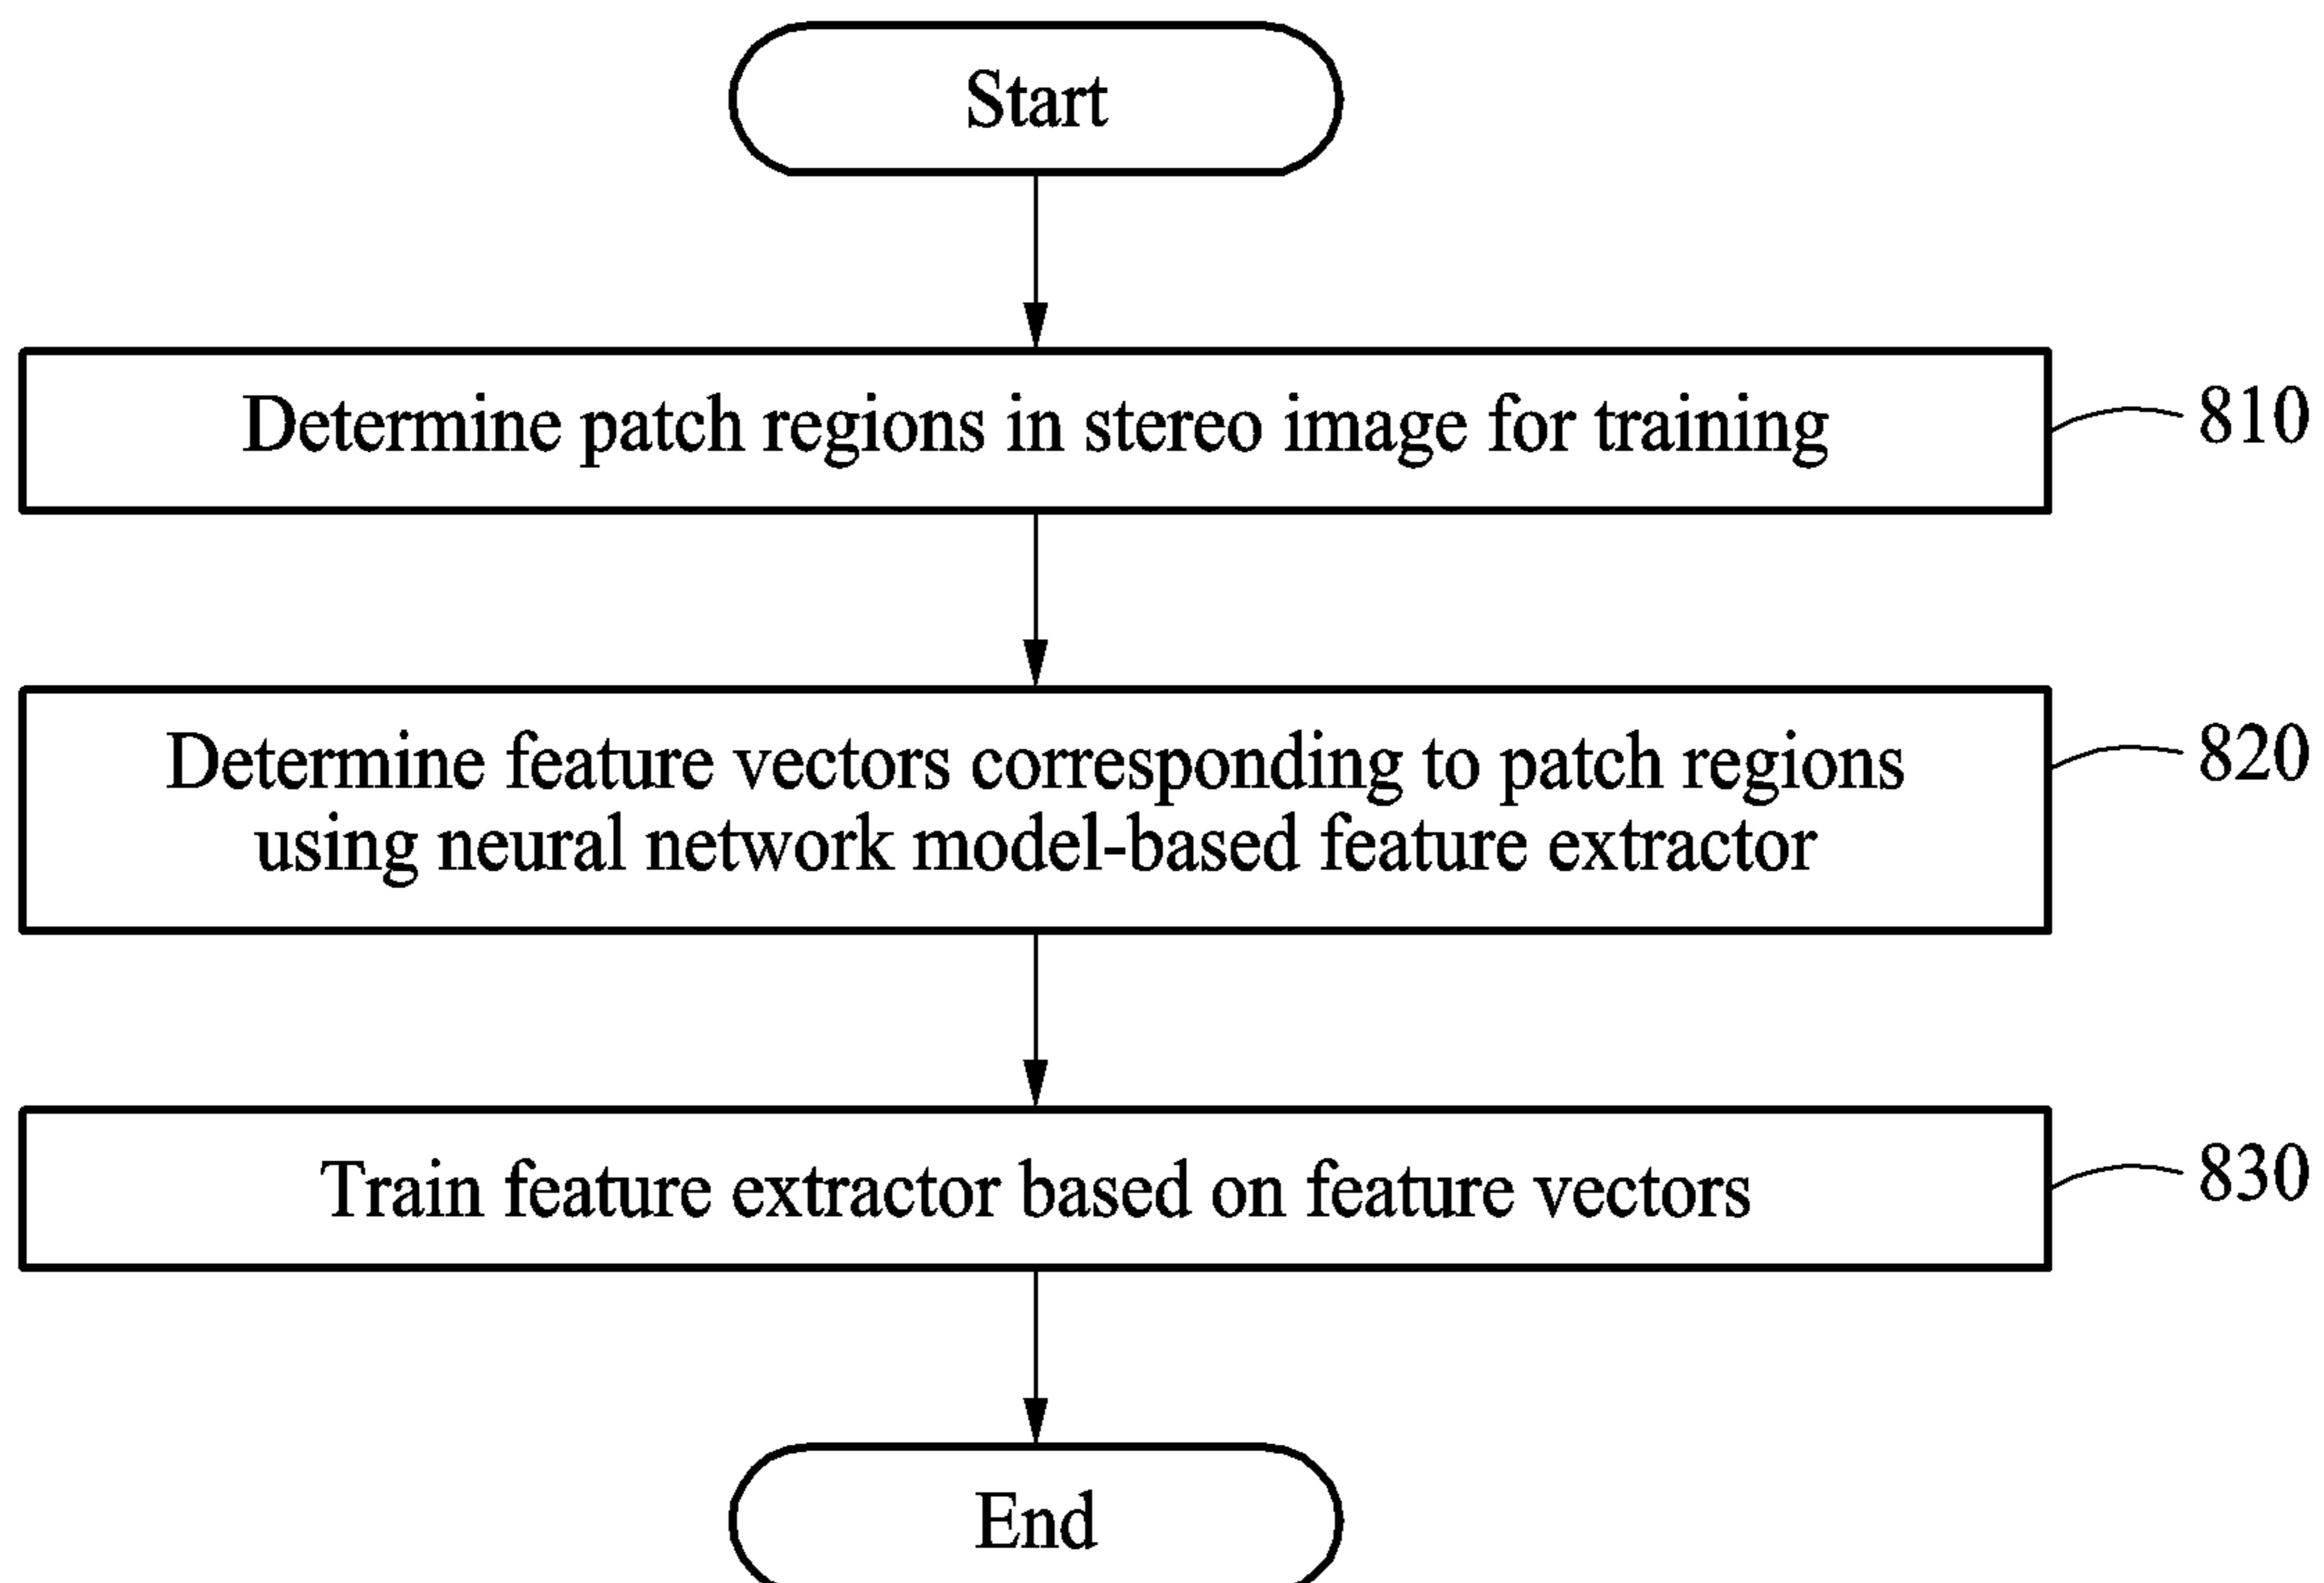 Start
Determine patch regions in stereo image for training
810
Determine feature vectors corresponding to patch regions
using neural network model-based feature extractor
820
Train feature extractor based on feature vectors
830
End